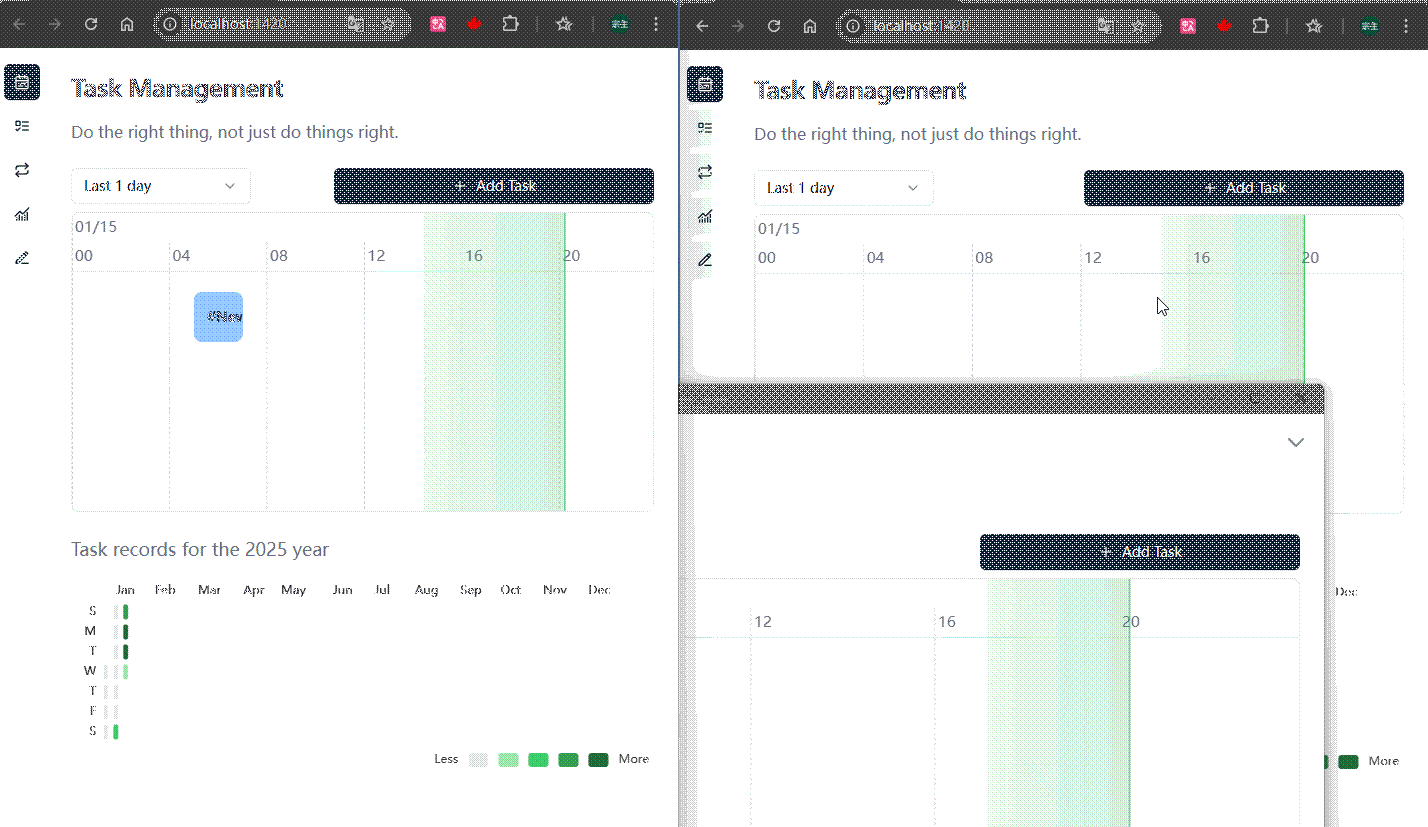 localhost:1420
Task Management
Do the right thing, not just do things right.
Last 1 day
+ Add Task
01/15
00 04 08 12 16 20
Task records for the 2025 year
Jan Feb Mar Apr May Jun Jul Aug Sep Oct Nov Dec
S
M
T
W
T
F
S
Less More
localhost:1420
Task Management
Do the right thing, not just do things right.
Last 1 day
+ Add Task
01/15
00 04 08 12 16 20
+ Add Task
12 16 20
Dec
More